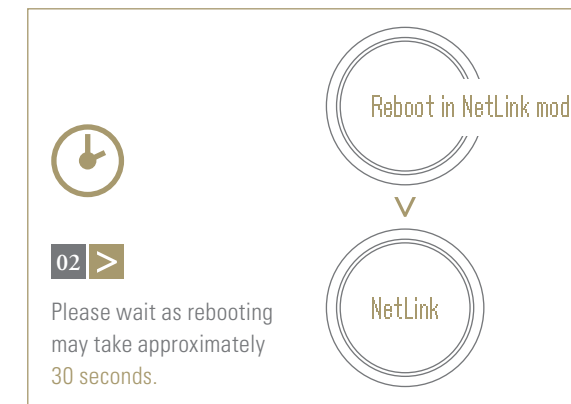 Reboot in NetLink mod
02 >
NetLink
Please wait as rebooting
may take approximately
30 seconds.